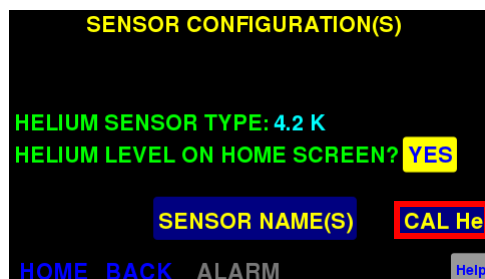 SENSOR CONFIGURATION(S)
HELIUM SENSOR TYPE: 4.2 K
HELIUM LEVEL ON HOME SCREEN? YES
SENSOR NAME(S) CAL He
HOME BACK ALARM Help